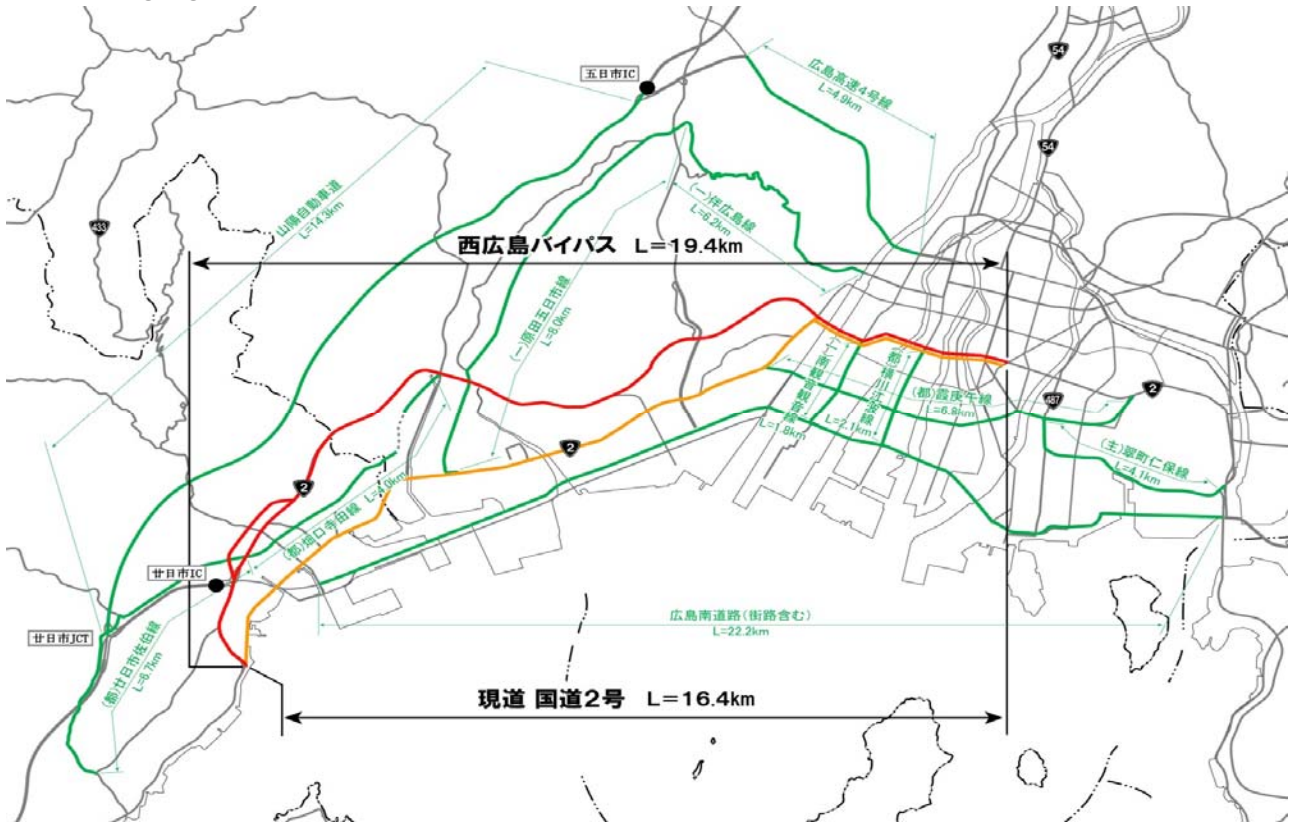 54
五日市IC
広島高速4号線
L=4.9km
54
山陽自動車道
L=14.3km
433
(一)伴広島線
L=6.2km
西広島バイパス L=19.4km
(一)原田五日市線
L=8.0km
(一)南観音観音線
L=1.8km
(都)横川江波線
L=2.1km
(都)霞庚午線
L=6.8km
2
487
2
(主)翠町仁保線
L=4.1km
2
(都)畑口寺田線
L=4.0km
廿日市IC
広島南道路(街路含む)
L=22.2km
廿日市JCT
(都)廿日市佐伯線
L=6.7km
現道 国道2号 L=16.4km